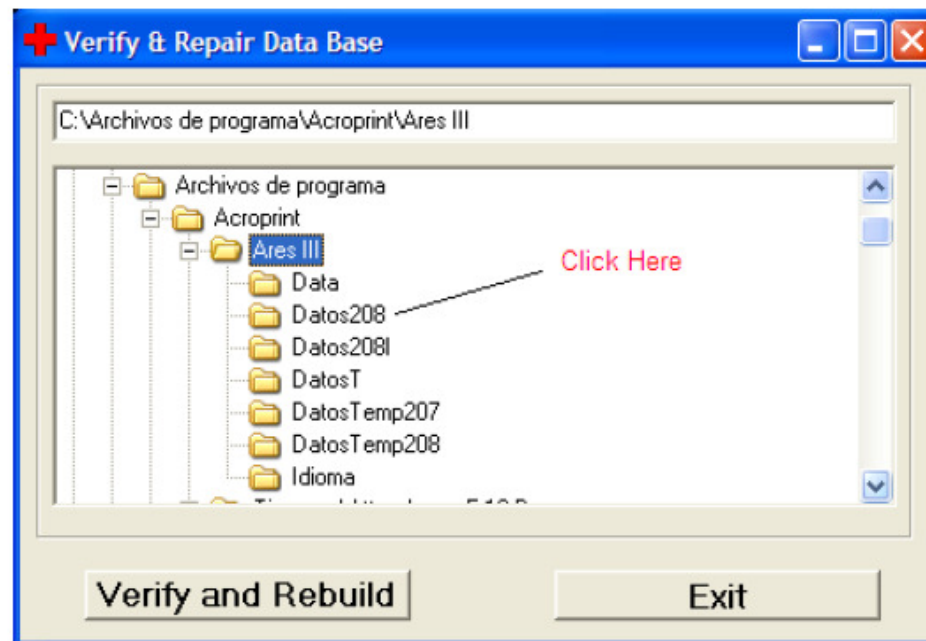 Verify & Repair Data Base
C:\Archivos de programa\Acroprint\Ares III
Archivos de programa
Acroprint
Ares III
Click Here
Data
Datos208
Datos208I
DatosT
DatosTemp207
DatosTemp208
Idioma
Verify and Rebuild
Exit